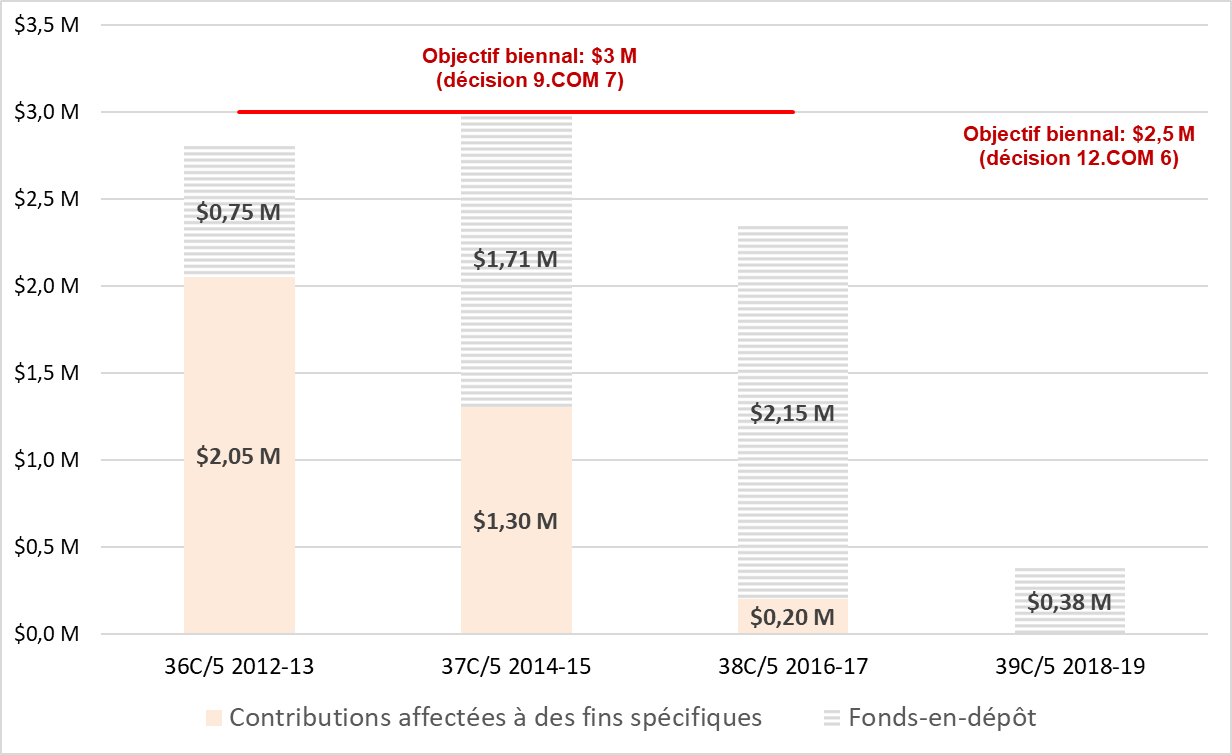 $3,5 M
Objectif biennal: $3 M
(décision 9.COM 7)
$3,0 M
Objectif biennal: $2,5 M
(décision 12.COM 6)
$2,5 M
$0,75 M
$1,71 M
$2,0 M
$1,5 M
$2,15 M
$1,0 M
$2,05 M
$1,30 M
$0,5 M
$0,20 M
$0,38 M
$0,0 M
36C/5 2012-13
37C/5 2014-15
38C/5 2016-17
39C/5 2018-19
Contributions affectées à des fins spécifiques
Fonds-en-dépôt